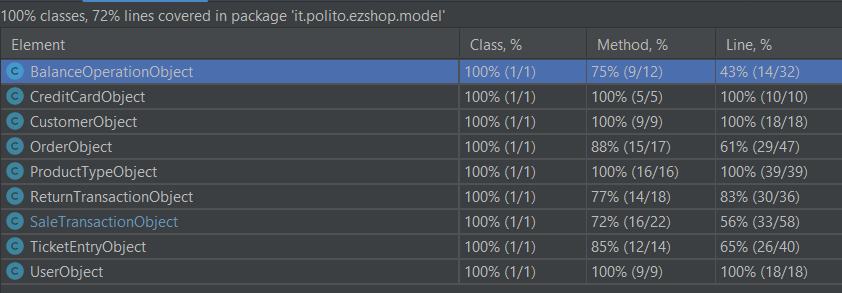 100% classes, 72% lines covered in package 'it.polito.ezshop.model'
Element Class, % Method, % Line, %
C BalanceOperationObject 100% (1/1) 75% (9/12) 43% (14/32)
C CreditCardObject 100% (1/1) 100% (5/5) 100% (10/10)
C CustomerObject 100% (1/1) 100% (9/9) 100% (18/18)
C OrderObject 100% (1/1) 88% (15/17) 61% (29/47)
C ProductTypeObject 100% (1/1) 100% (16/16) 100% (39/39)
C ReturnTransactionObject 100% (1/1) 77% (14/18) 83% (30/36)
C SaleTransactionObject 100% (1/1) 72% (16/22) 56% (33/58)
C TicketEntryObject 100% (1/1) 85% (12/14) 65% (26/40)
C UserObject 100% (1/1) 100% (9/9) 100% (18/18)